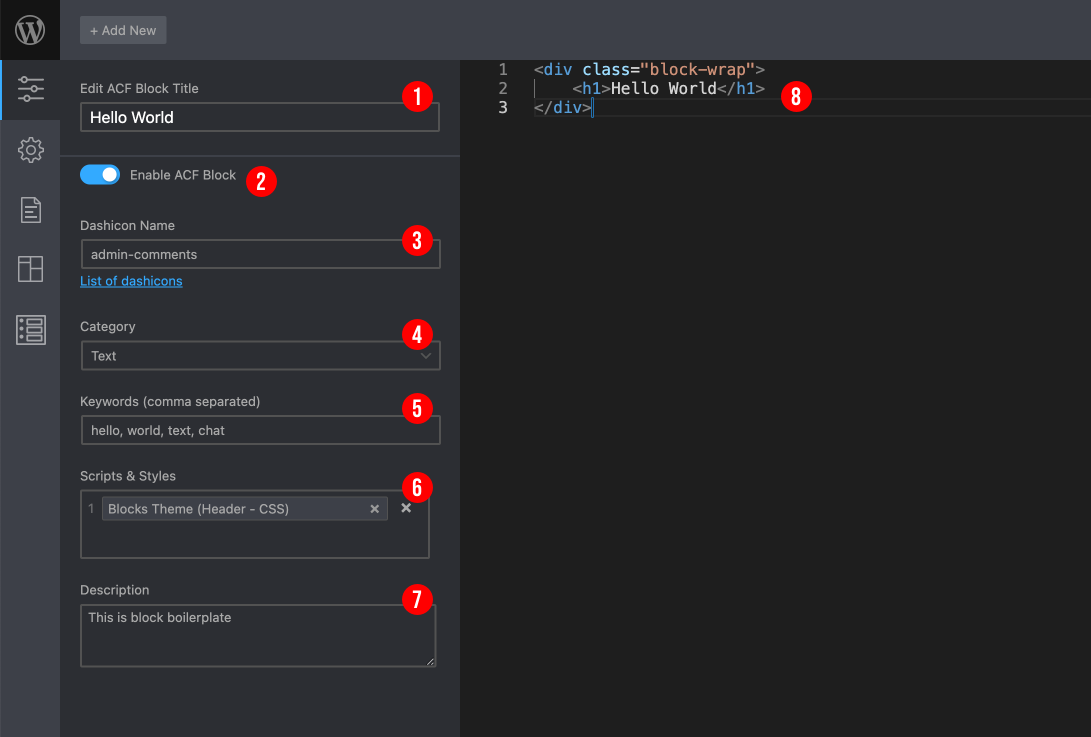 + Add New
Edit ACF Block Title
1
Hello World
Enable ACF Block
2
Dashicon Name
3
admin-comments
List of dashicons
Category
4
Text
Keywords (comma separated)
5
hello, world, text, chat
Scripts & Styles
6
1 Blocks Theme (Header - CSS) × ×
Description
7
This is block boilerplate
1 <div class="block-wrap">
2     <h1>Hello World</h1>
8
3 </div>